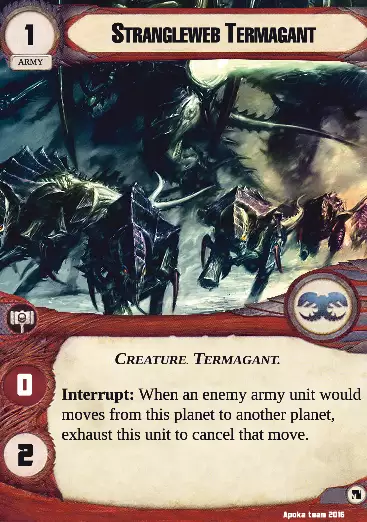 1
STRANGLEWEB TERMAGANT
ARMY
CREATURE. TERMAGANT.
0
Interrupt: When an enemy army unit would
moves from this planet to another planet,
exhaust this unit to cancel that move.
2
Apoka team 2016